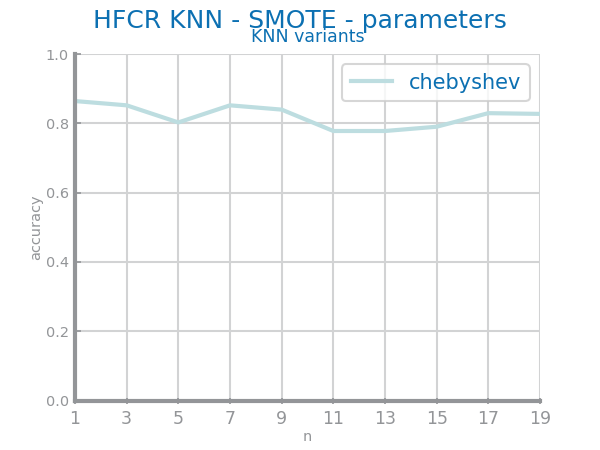 HFCR KNN - SMOTE - parameters
KNN variants
chebyshev
1.0
0.8
0.6
0.4
0.2
0.0
accuracy
1 3 5 7 9 11 13 15 17 19
n